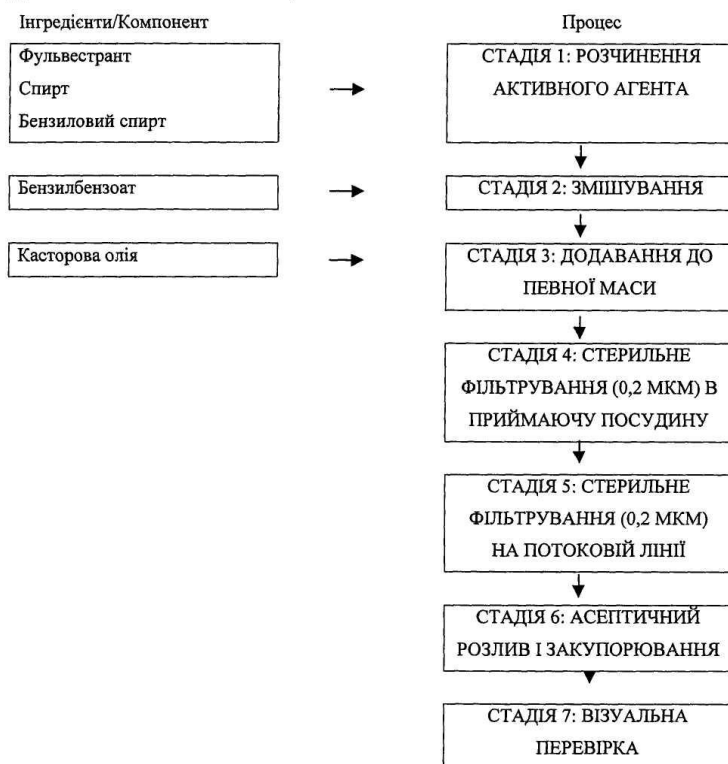 Інгредієнти/Компонент
Процес
Фульвестрант
Спирт
Бензиловий спирт
СТАДІЯ 1: РОЗЧИНЕННЯ
АКТИВНОГО АГЕНТА
Бензилбензоат
СТАДІЯ 2: ЗМІШУВАННЯ
Касторова олія
СТАДІЯ 3: ДОДАВАННЯ ДО
ПЕВНОЇ МАСИ
СТАДІЯ 4: СТЕРИЛЬНЕ
ФІЛЬТРУВАННЯ (0,2 МКМ) В
ПРИЙМАЮЧУ ПОСУДИНУ
СТАДІЯ 5: СТЕРИЛЬНЕ
ФІЛЬТРУВАННЯ (0,2 МКМ)
НА ПОТОКОВІЙ ЛІНІЇ
СТАДІЯ 6: АСЕПТИЧНИЙ
РОЗЛИВ І ЗАКУПОРЮВАННЯ
СТАДІЯ 7: ВІЗУАЛЬНА
ПЕРЕВІРКА